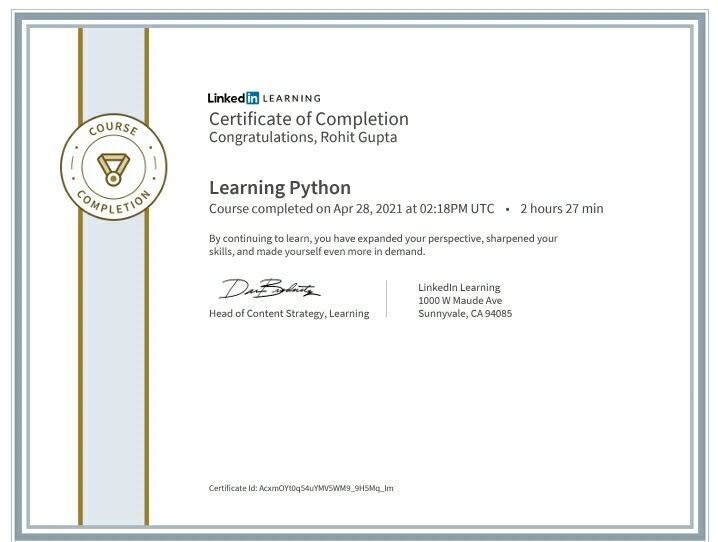 COURSE
COMPLETION
Linked in LEARNING
Certificate of Completion
Congratulations, Rohit Gupta
Learning Python
Course completed on Apr 28, 2021 at 02:18PM UTC • 2 hours 27 min
By continuing to learn, you have expanded your perspective, sharpened your
skills, and made yourself even more in demand.
Head of Content Strategy, Learning
LinkedIn Learning
1000 W Maude Ave
Sunnyvale, CA 94085
Certificate Id: AcxmOYt0q54uYMV5WM9_9H5Mq_Im